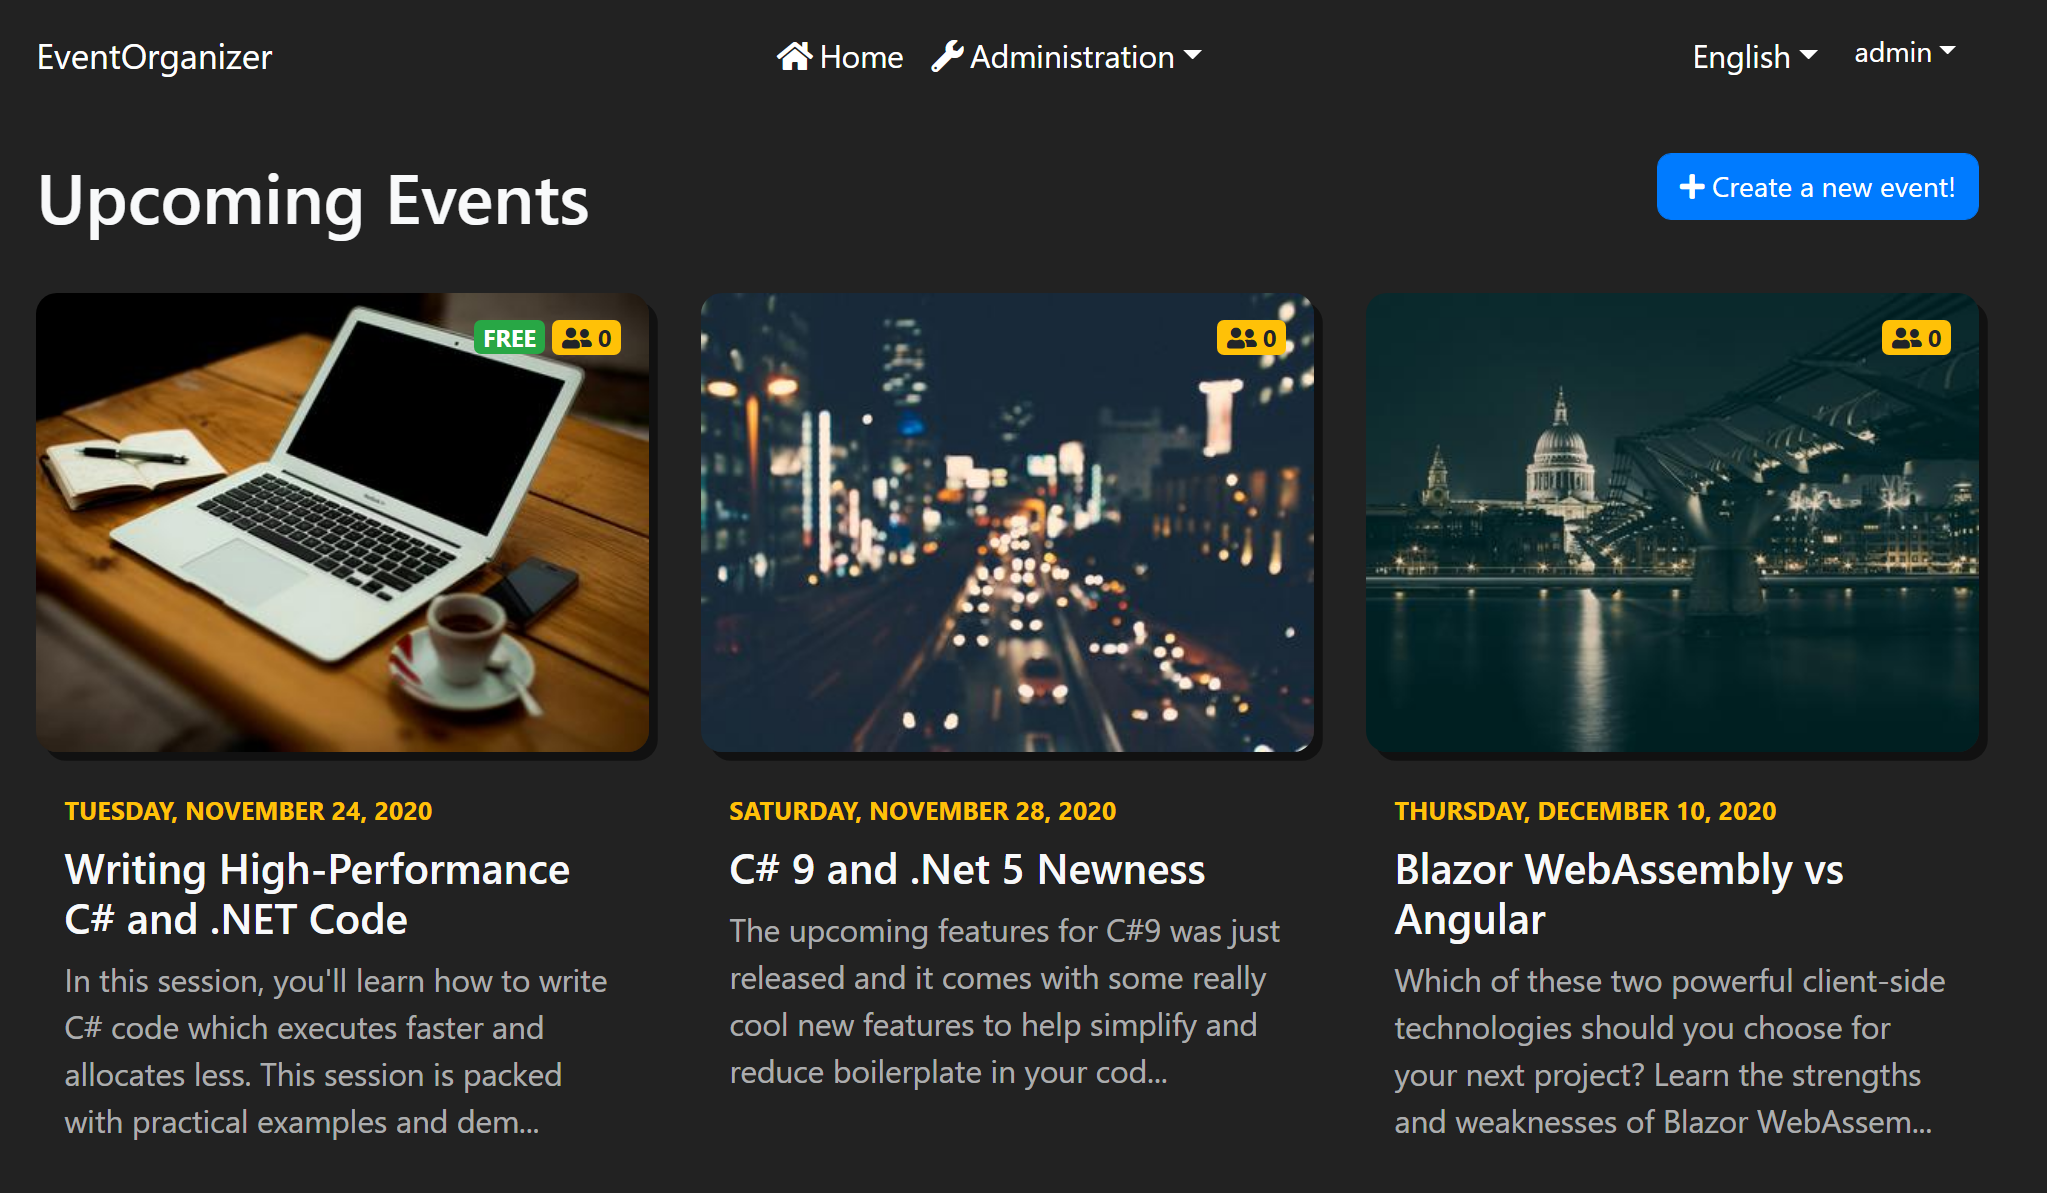 EventOrganizer
Home
Administration
English
admin
Upcoming Events
Create a new event!
FREE
0
0
0
TUESDAY, NOVEMBER 24, 2020
Writing High-Performance
C# and .NET Code
In this session, you'll learn how to write
C# code which executes faster and
allocates less. This session is packed
with practical examples and dem...
SATURDAY, NOVEMBER 28, 2020
C# 9 and .Net 5 Newness
The upcoming features for C#9 was just
released and it comes with some really
cool new features to help simplify and
reduce boilerplate in your cod...
THURSDAY, DECEMBER 10, 2020
Blazor WebAssembly vs
Angular
Which of these two powerful client-side
technologies should you choose for
your next project? Learn the strengths
and weaknesses of Blazor WebAssem...